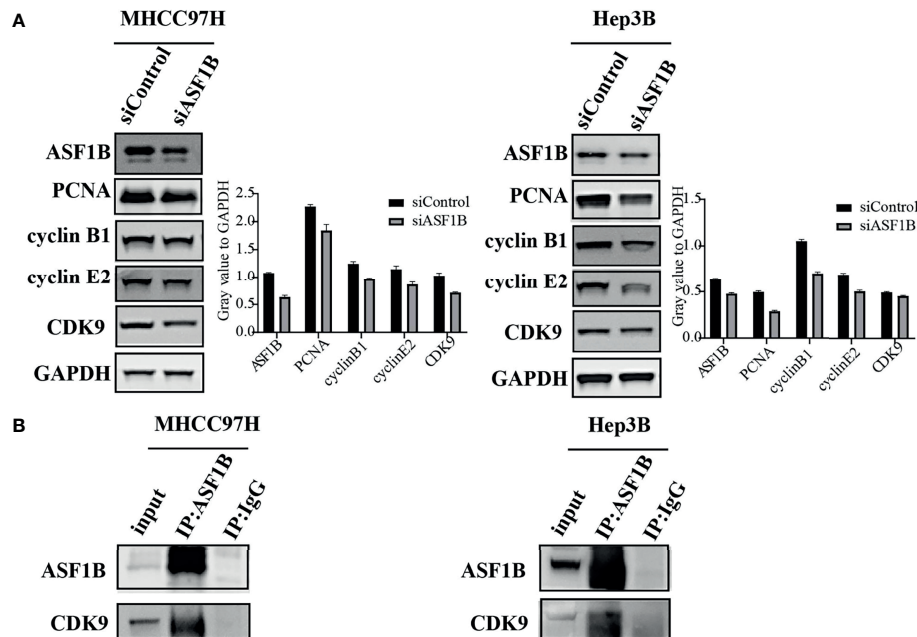 A
MHCC97H
siControl
siASF1B
ASF1B
PCNA
cyclin B1
cyclin E2
CDK9
GAPDH
Gray value to GAPDH
2.5
2.0
1.5
1.0
0.5
0.0
siControl
siASF1B
ASF1B
PCNA
cyclinB1
cyclinE2
CDK9
Hep3B
siControl
siASF1B
ASF1B
PCNA
cyclin B1
cyclin E2
CDK9
GAPDH
Gray value to GAPDH
1.5
1.0
0.5
0.0
siControl
siASF1B
ASF1B
PCNA
cyclinB1
cyclinE2
CDK9
B
MHCC97H
input
IP:ASF1B
IP:IgG
ASF1B
CDK9
Hep3B
input
IP:ASF1B
IP:IgG
ASF1B
CDK9